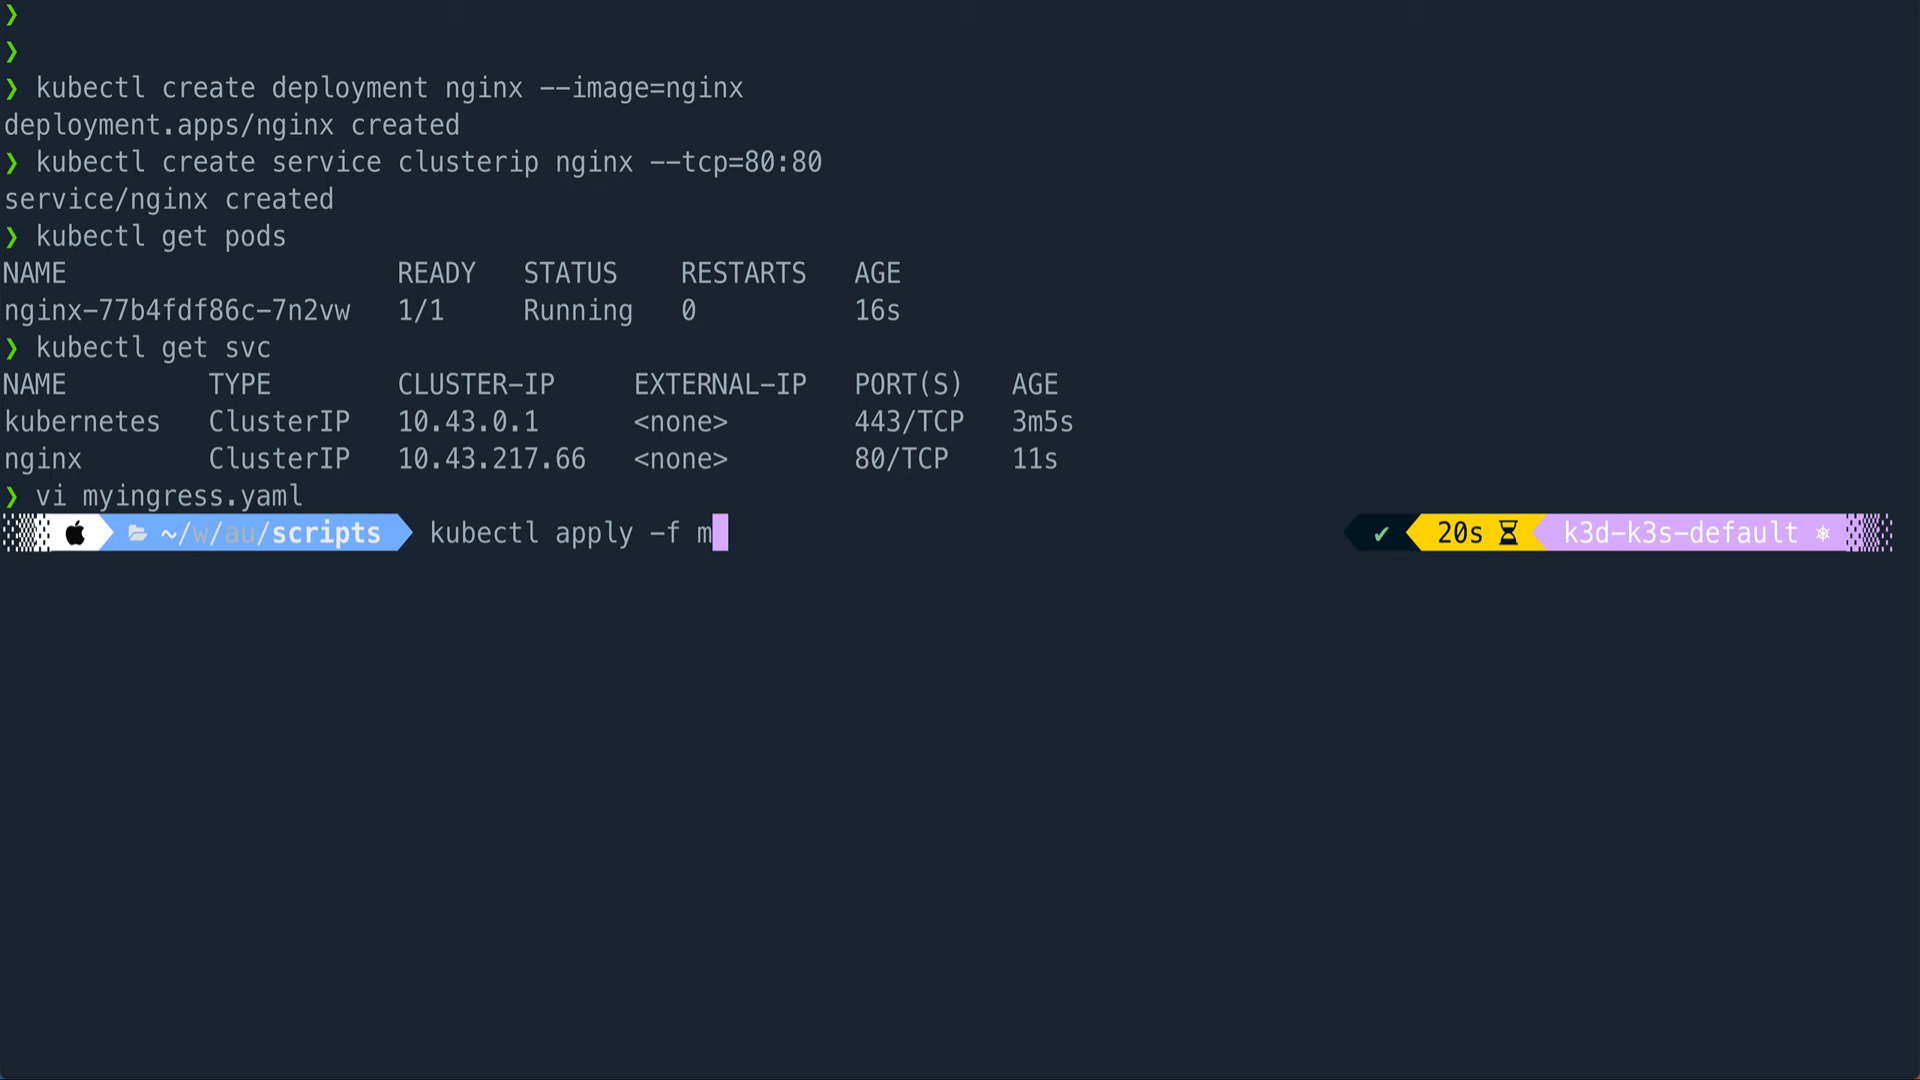 ❯
❯
❯ kubectl create deployment nginx --image=nginx
deployment.apps/nginx created
❯ kubectl create service clusterip nginx --tcp=80:80
service/nginx created
❯ kubectl get pods
NAME                     READY   STATUS    RESTARTS   AGE
nginx-77b4fdf86c-7n2vw   1/1     Running   0          16s
❯ kubectl get svc
NAME         TYPE        CLUSTER-IP     EXTERNAL-IP   PORT(S)   AGE
kubernetes   ClusterIP   10.43.0.1      <none>        443/TCP   3m5s
nginx        ClusterIP   10.43.217.66   <none>        80/TCP    11s
❯ vi myingress.yaml
~/w/au/scripts kubectl apply -f m ✔ 20s k3d-k3s-default